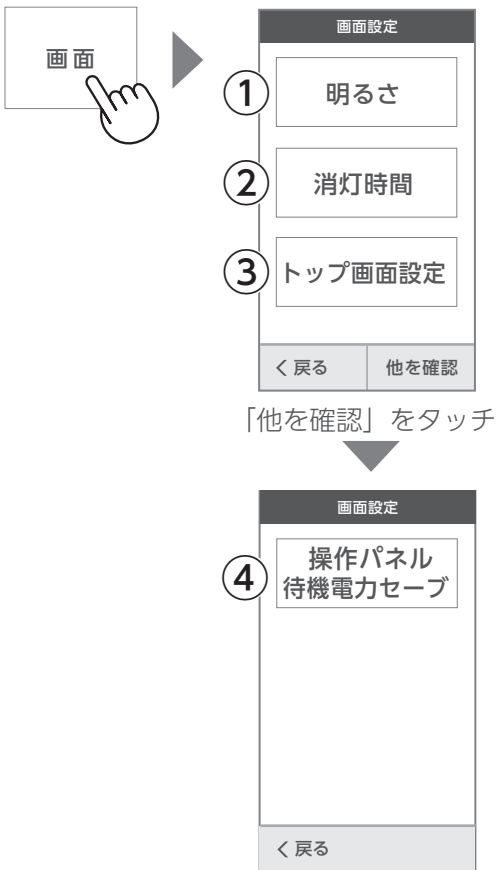 画面
画面設定
① 明るさ
② 消灯時間
③ トップ画面設定
く 戻る 他を確認
「他を確認」をタッチ
画面設定
④ 操作パネル
待機電力セーブ
く 戻る